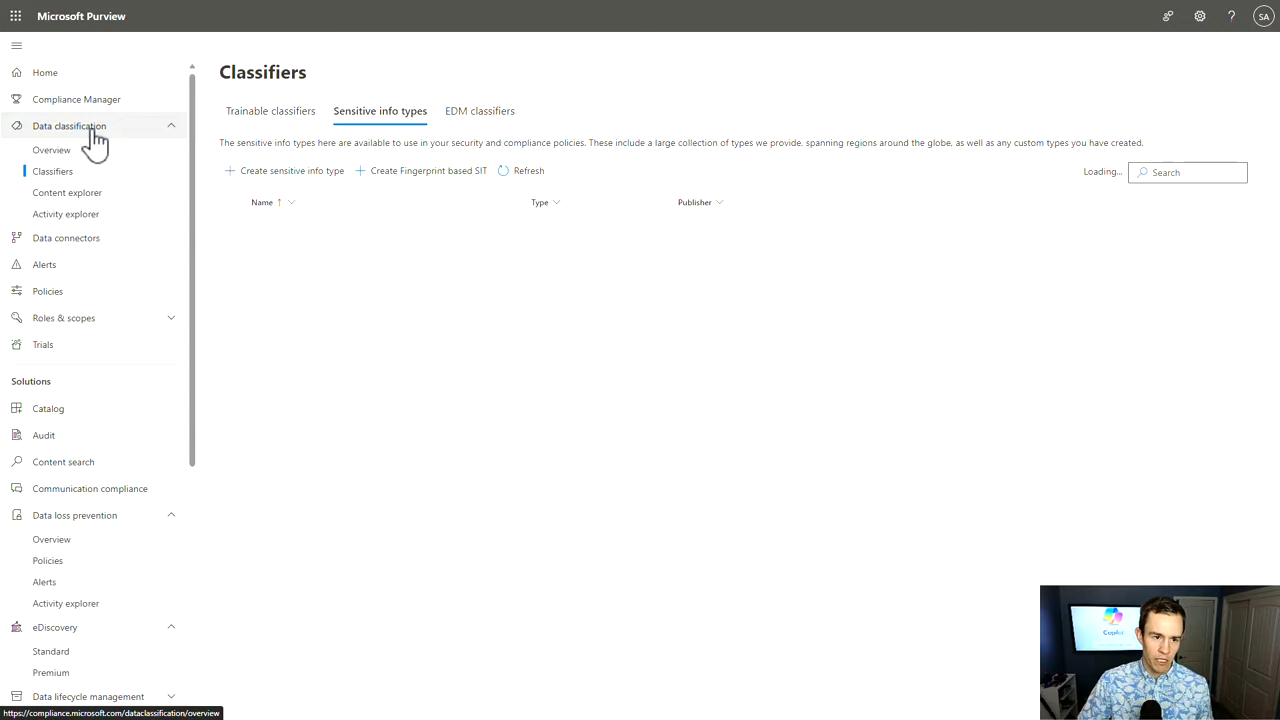 Microsoft Purview
SA
Home
Compliance Manager
Data classification
Overview
Classifiers
Content explorer
Activity explorer
Data connectors
Alerts
Policies
Roles & scopes
Trials
Solutions
Catalog
Audit
Content search
Communication compliance
Data loss prevention
Overview
Policies
Alerts
Activity explorer
eDiscovery
Standard
Premium
Data lifecycle management
https://compliance.microsoft.com/dataclassification/overview
Classifiers
Trainable classifiers Sensitive info types EDM classifiers
The sensitive info types here are available to use in your security and compliance policies. These include a large collection of types we provide, spanning regions around the globe, as well as any custom types you have created.
+ Create sensitive info type + Create Fingerprint based SIT Refresh Loading... Search
Name ↑ Type Publisher
Copilot